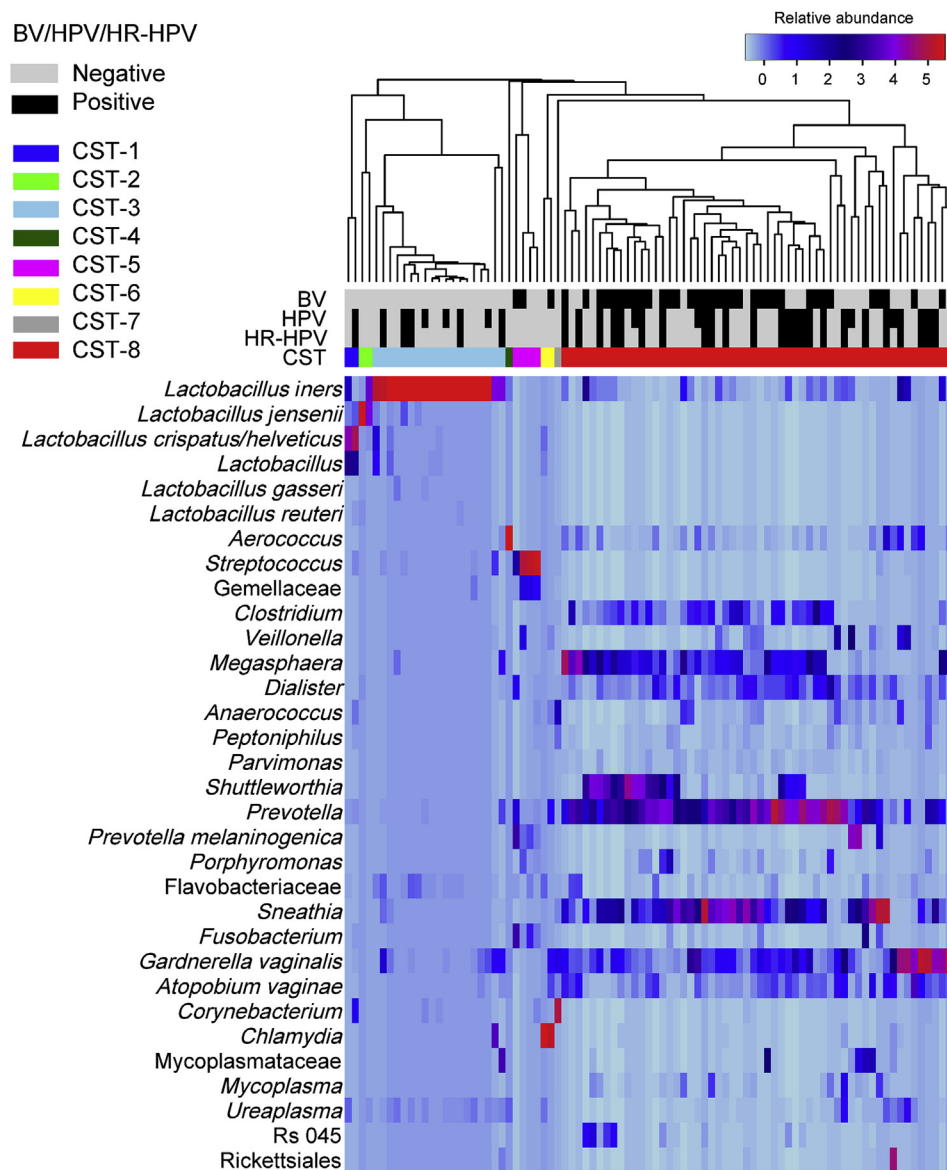 BV/HPV/HR-HPV
Negative
Positive
CST-1
CST-2
CST-3
CST-4
CST-5
CST-6
CST-7
CST-8
Relative abundance
0 1 2 3 4 5
BV
HPV
HR-HPV
CST
Lactobacillus iners
Lactobacillus jensenii
Lactobacillus crispatus/helveticus
Lactobacillus
Lactobacillus gasseri
Lactobacillus reuteri
Aerococcus
Streptococcus
Gemellaceae
Clostridium
Veillonella
Megasphaera
Dialister
Anaerococcus
Peptoniphilus
Parvimonas
Shuttleworthia
Prevotella
Prevotella melaninogenica
Porphyromonas
Flavobacteriaceae
Sneathia
Fusobacterium
Gardnerella vaginalis
Atopobium vaginae
Corynebacterium
Chlamydia
Mycoplasmataceae
Mycoplasma
Ureaplasma
Rs 045
Rickettsiales